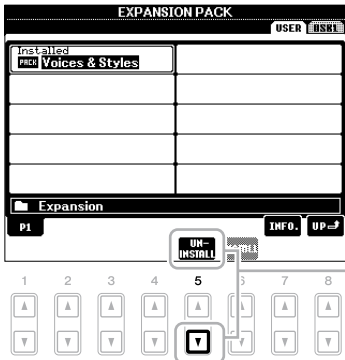 EXPANSION PACK
USER USB1
Installed
PACK Voices & Styles
Expansion
P1 INFO. UP
UN-
INSTALL
1 2 3 4 5 6 7 8